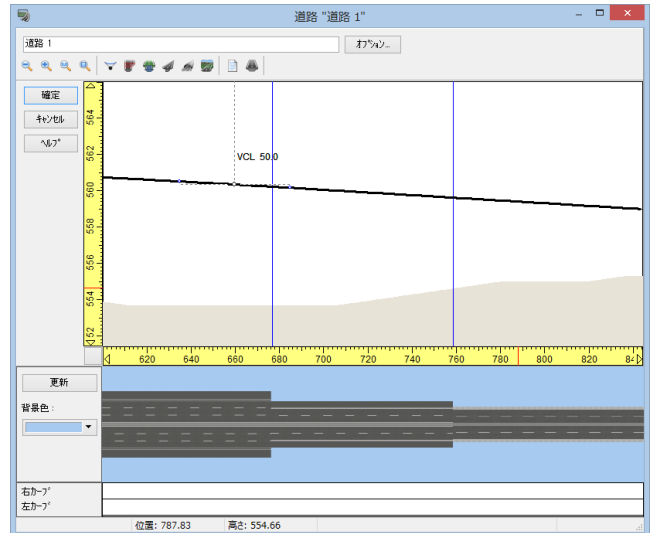 道路 "道路 1"
道路 1
ｵﾌﾟｼｮﾝ...
確定
ｷｬﾝｾﾙ
ﾍﾙﾌﾟ
564
562
560
558
556
554
552
VCL 50.0
620 640 660 680 700 720 740 760 780 800 820 84
更新
背景色 :
右ｶｰﾌﾞ
左ｶｰﾌﾞ
位置: 787.83 高さ: 554.66